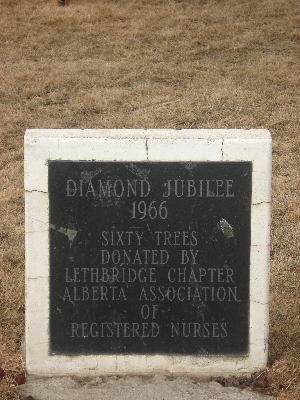 DIAMOND JUBILEE
1966
SIXTY TREES
DONATED BY
LETHBRIDGE CHAPTER
ALBERTA ASSOCIATION
OF
REGISTERED NURSES